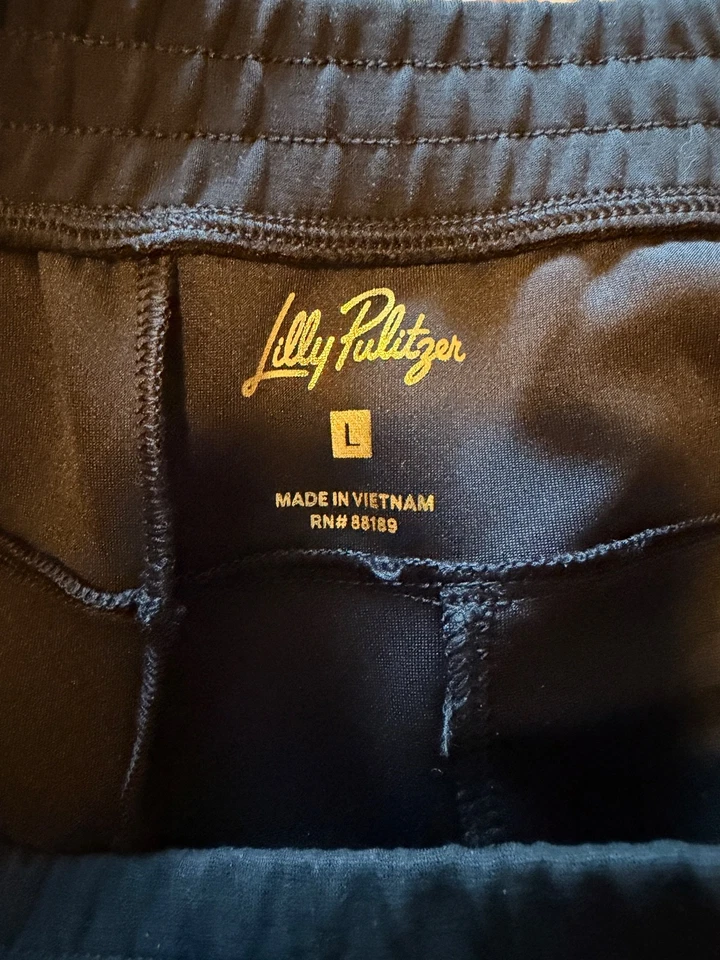 Lilly Pulitzer
L
MADE IN VIETNAM
RN# 88189